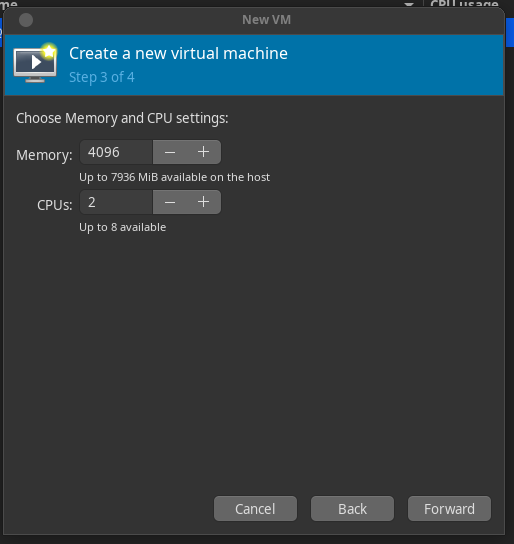 me
CPU usage
New VM
Create a new virtual machine
Step 3 of 4
Choose Memory and CPU settings:
Memory: 4096 − +
Up to 7936 MiB available on the host
CPUs: 2 − +
Up to 8 available
Cancel Back Forward